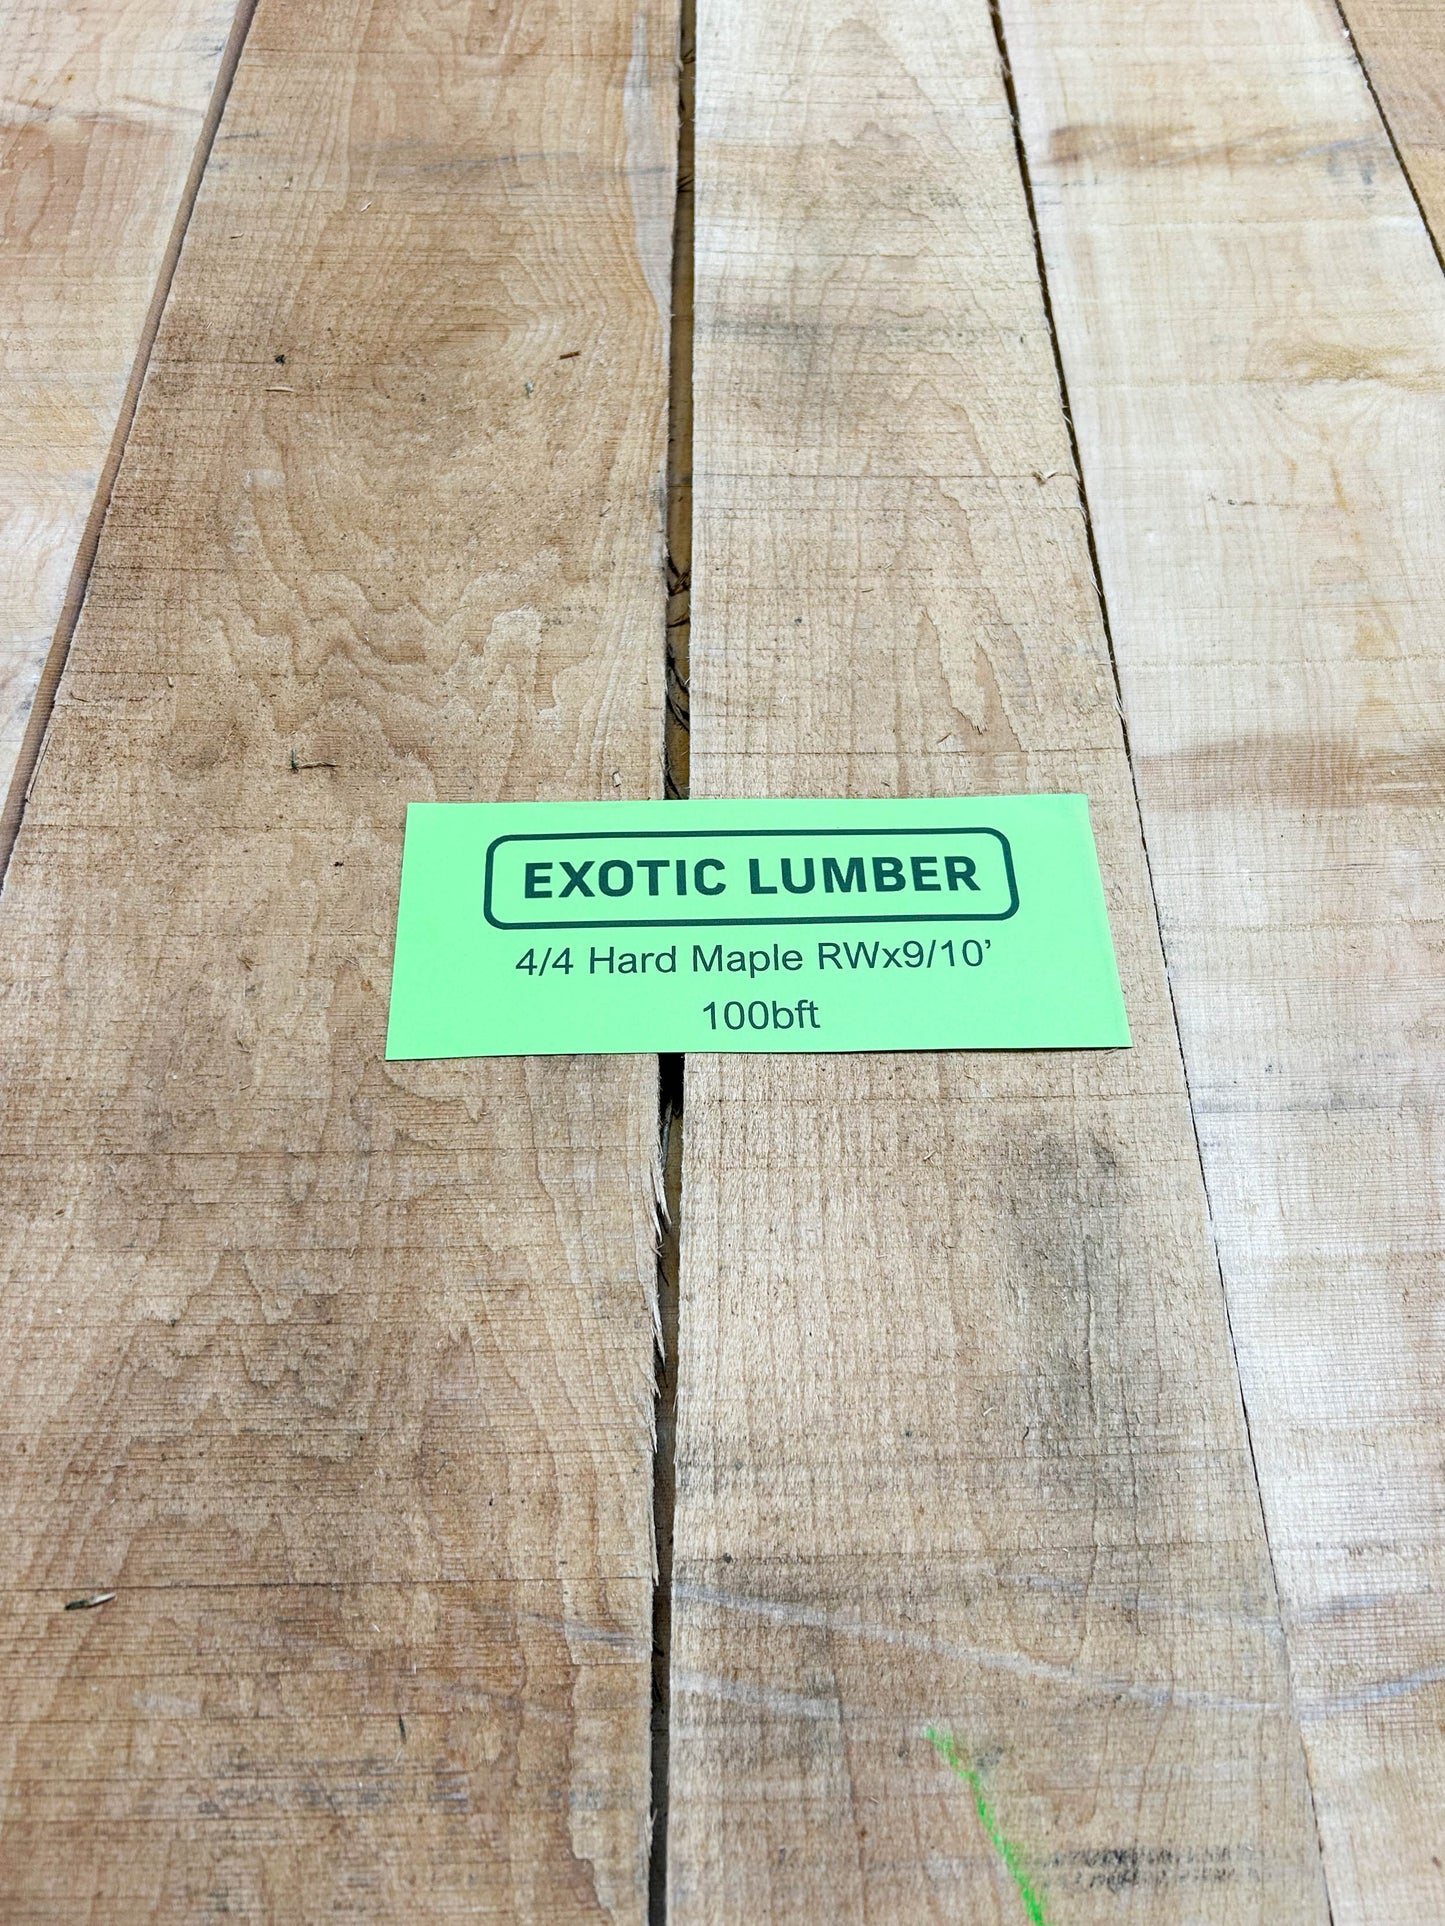 EXOTIC LUMBER
4/4 Hard Maple RWx9/10’
100bft